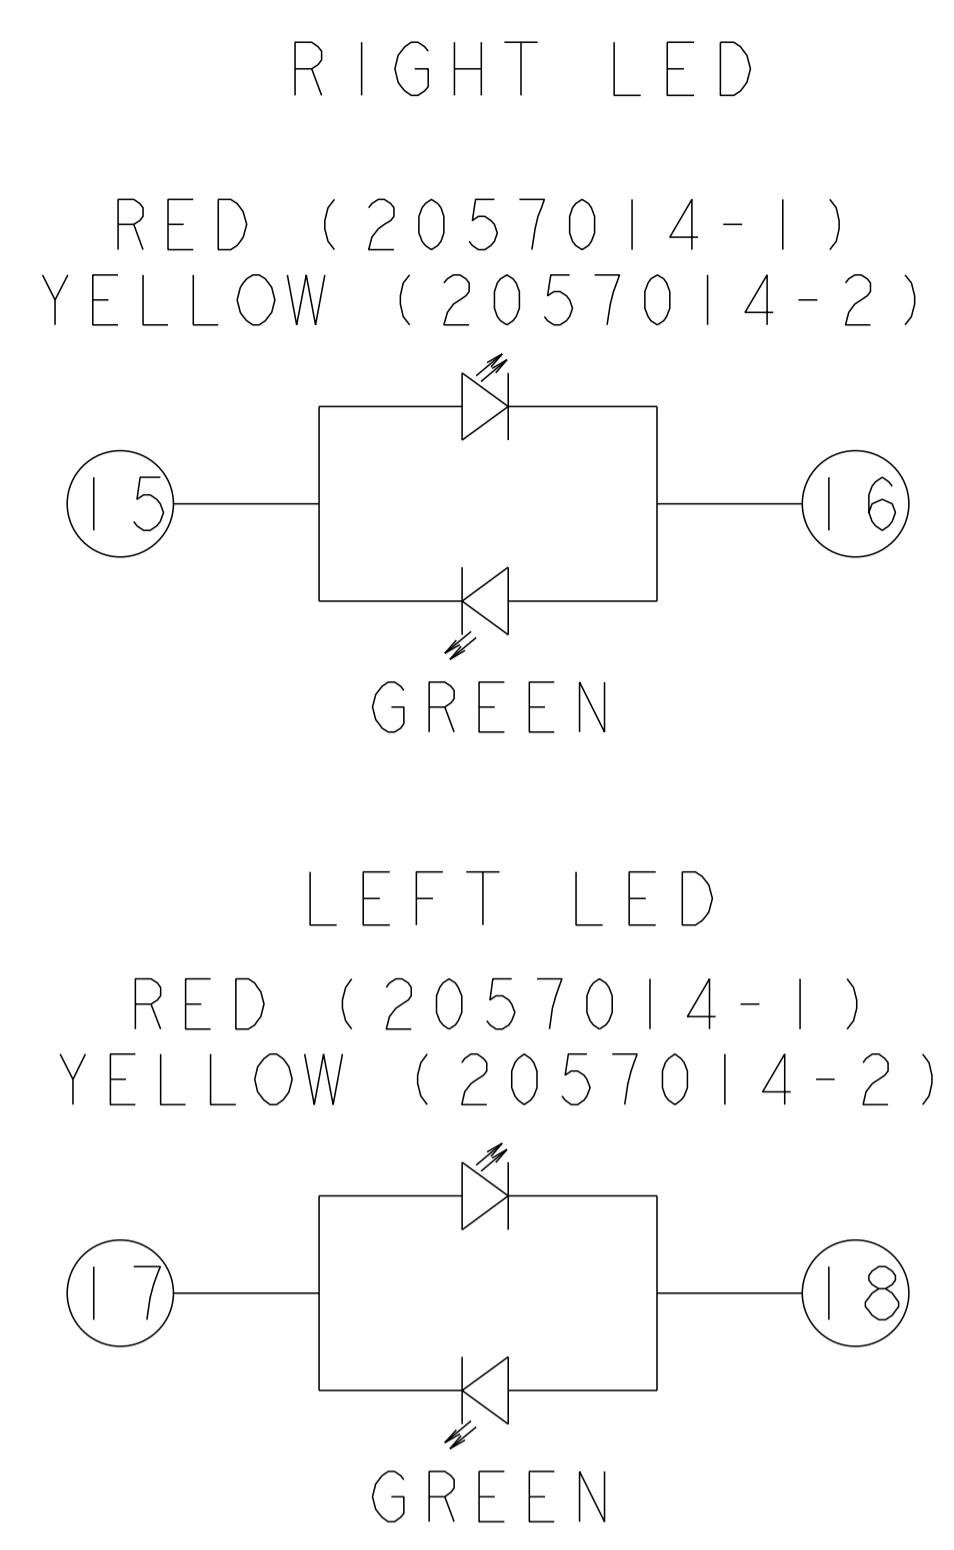 RIGHT LED
RED (2057014-1)
YELLOW (2057014-2)
15
16
GREEN
LEFT LED
RED (2057014-1)
YELLOW (2057014-2)
17
18
GREEN